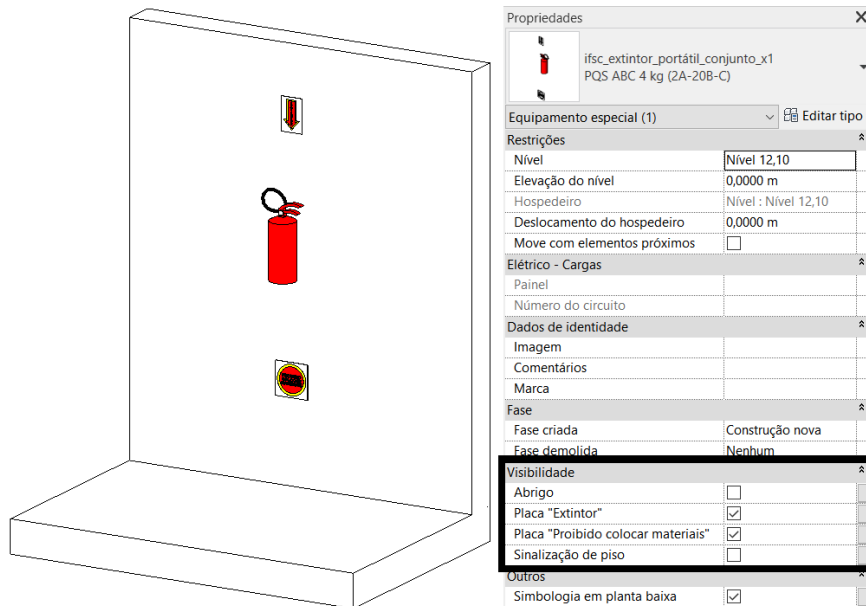 Propriedades
ifsc_extintor_portátil_conjunto_x1
PQS ABC 4 kg (2A-20B-C)
Equipamento especial (1)
Editar tipo
Restrições
Nível Nível 12,10
Elevação do nível 0,0000 m
Hospedeiro Nível : Nível 12,10
Deslocamento do hospedeiro 0,0000 m
Move com elementos próximos
Elétrico - Cargas
Painel
Número do circuito
Dados de identidade
Imagem
Comentários
Marca
Fase
Fase criada Construção nova
Fase demolida Nenhum
Visibilidade
Abrigo
Placa "Extintor"
Placa "Proibido colocar materiais"
Sinalização de piso
Outros
Simbologia em planta baixa